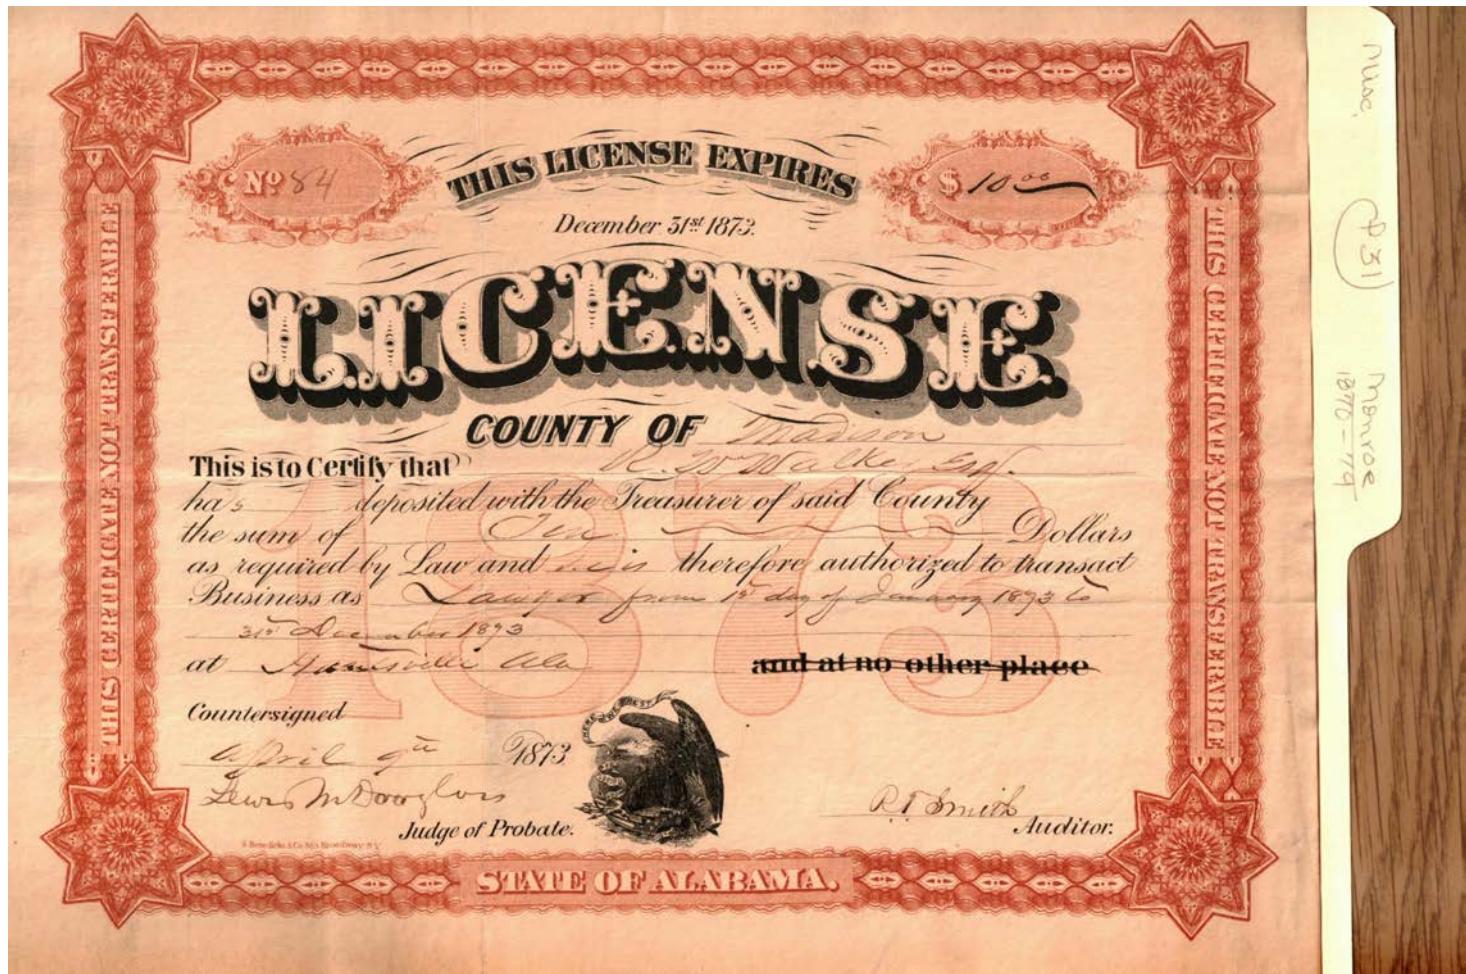 THIS LICENSE EXPIRES
No 84
$ 10 00
December 31st 1873.
LICENSE
COUNTY OF Madison
This is to Certify that R. W Walker Esq.
has deposited with the Treasurer of said County
the sum of Ten Dollars
as required by Law and is therefore authorized to transact
Business as Lawyer from 1st day of January 1873 to
31st December 1873
at Huntsville Ala and at no other place
1873
Countersigned
April 9th 1873
Lewis M Douglass
Judge of Probate.
R T Smith
Auditor.
HERE WE REST
STATE OF ALABAMA.
THIS CERTIFICATE NOT TRANSFERABLE
THIS CERTIFICATE NOT TRANSFERABLE
Misc.
P 31
Monroe
1870-79